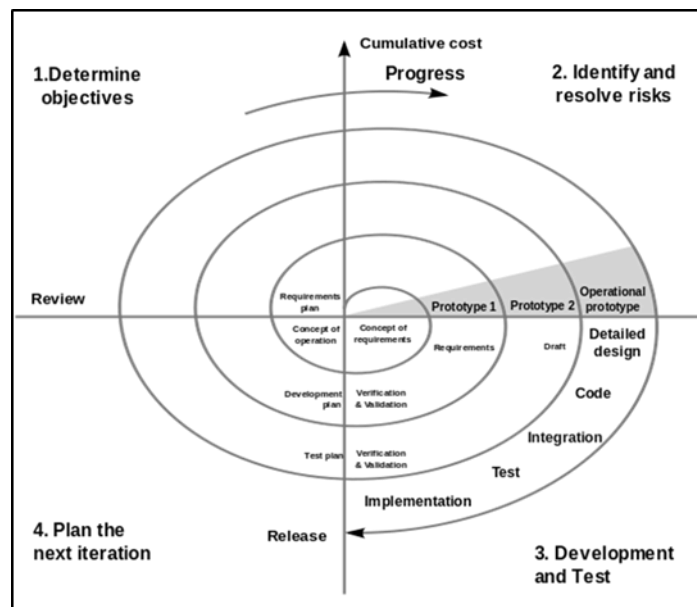 Cumulative cost
Progress
1.Determine
objectives
2. Identify and
resolve risks
Review
Requirements
plan
Prototype 1
Prototype 2
Operational
prototype
Concept of
operation
Concept of
requirements
Requirements
Draft
Detailed
design
Development
plan
Verification
& Validation
Code
Integration
Test plan
Verification
& Validation
Test
Implementation
Release
4. Plan the
next iteration
3. Development
and Test